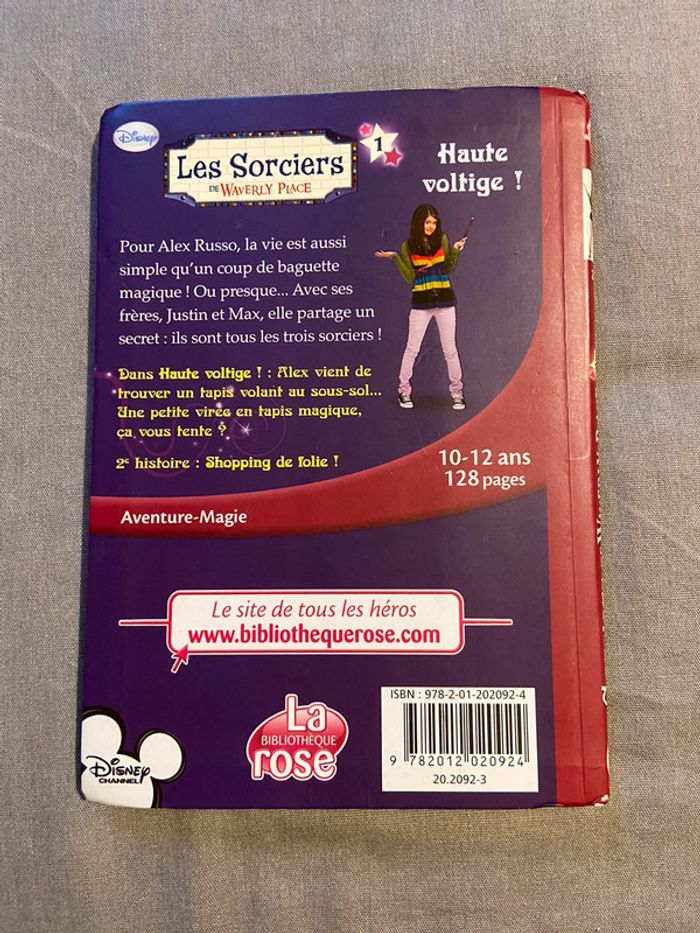 Disney
Les Sorciers
DE WAVERLY PLACE
1
Haute
voltige !
Pour Alex Russo, la vie est aussi
simple qu'un coup de baguette
magique ! Ou presque... Avec ses
frères, Justin et Max, elle partage un
secret : ils sont tous les trois sorciers !
Dans Haute voltige ! : Alex vient de
trouver un tapis volant au sous-sol...
Une petite virée en tapis magique,
ça vous tente ?
2e histoire : Shopping de folie !
10-12 ans
128 pages
Aventure-Magie
Le site de tous les héros
www.bibliothequerose.com
DISNEY
CHANNEL
La
BIBLIOTHÈQUE
rose
ISBN : 978-2-01-202092-4
9 782012 020924
20.2092-3